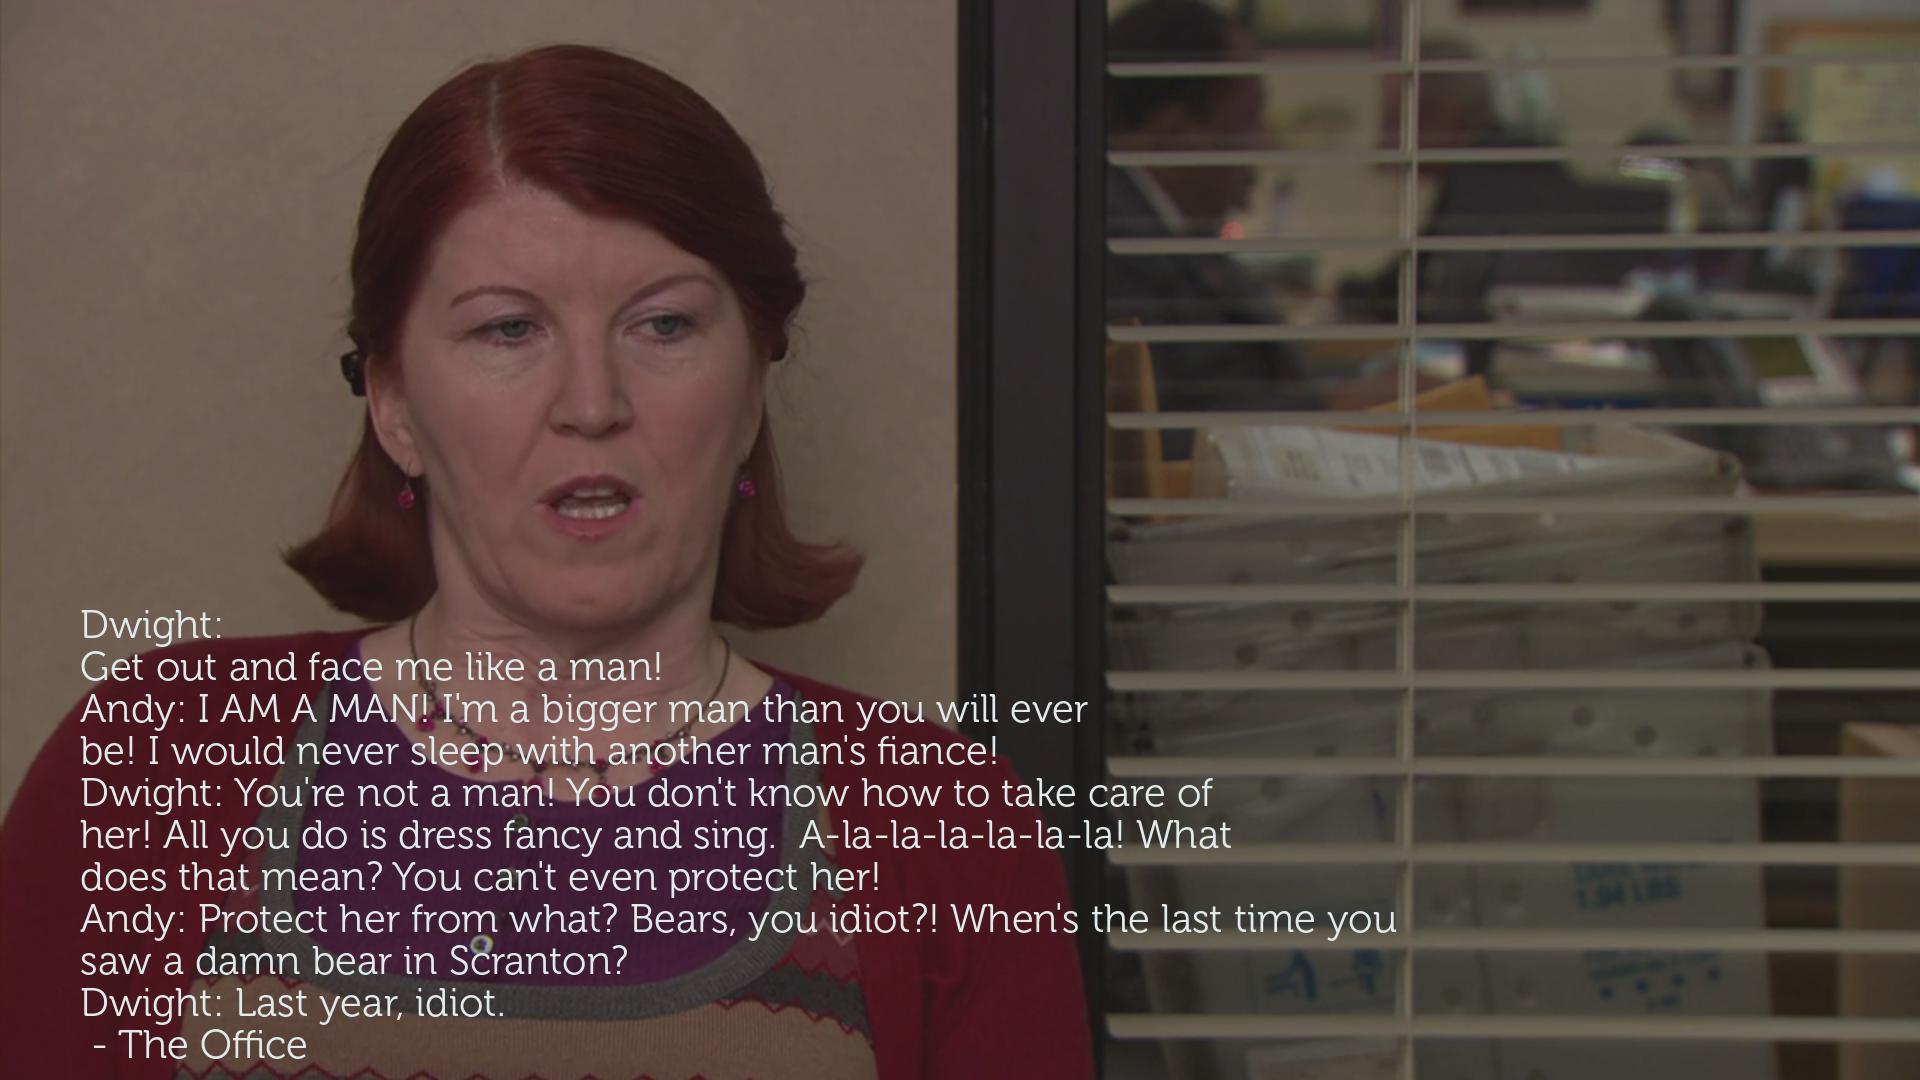 Dwight:
Get out and face me like a man!
Andy: I AM A MAN! I'm a bigger man than you will ever
be! I would never sleep with another man's fiance!
Dwight: You're not a man! You don't know how to take care of
her! All you do is dress fancy and sing.  A-la-la-la-la-la-la! What
does that mean? You can't even protect her!
Andy: Protect her from what? Bears, you idiot?! When's the last time you
saw a damn bear in Scranton?
Dwight: Last year, idiot.
- The Office
1.94 LBS